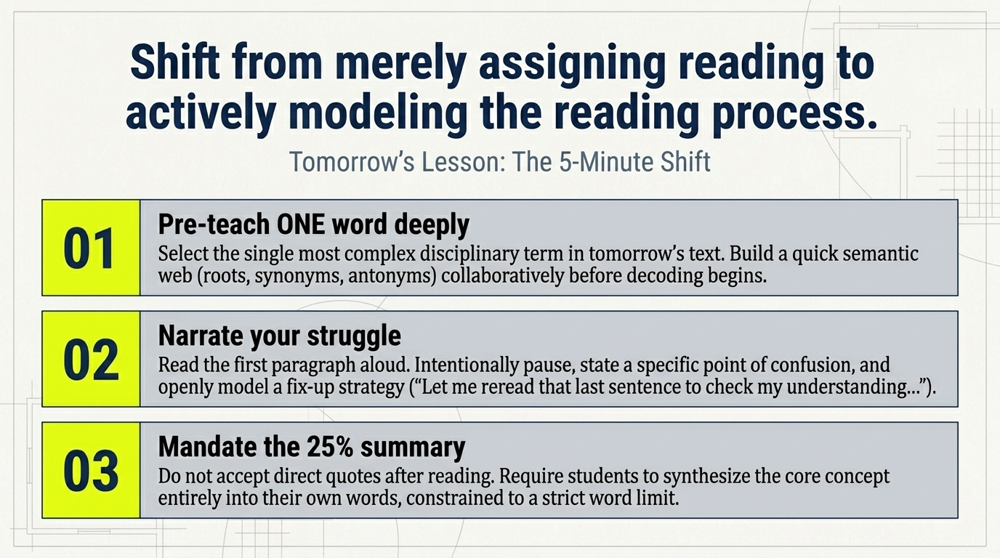 Shift from merely assigning reading to
actively modeling the reading process.
Tomorrow’s Lesson: The 5-Minute Shift
01
Pre-teach ONE word deeply
Select the single most complex disciplinary term in tomorrow’s text. Build a quick semantic
web (roots, synonyms, antonyms) collaboratively before decoding begins.
02
Narrate your struggle
Read the first paragraph aloud. Intentionally pause, state a specific point of confusion, and
openly model a fix-up strategy (“Let me reread that last sentence to check my understanding...”).
03
Mandate the 25% summary
Do not accept direct quotes after reading. Require students to synthesize the core concept
entirely into their own words, constrained to a strict word limit.